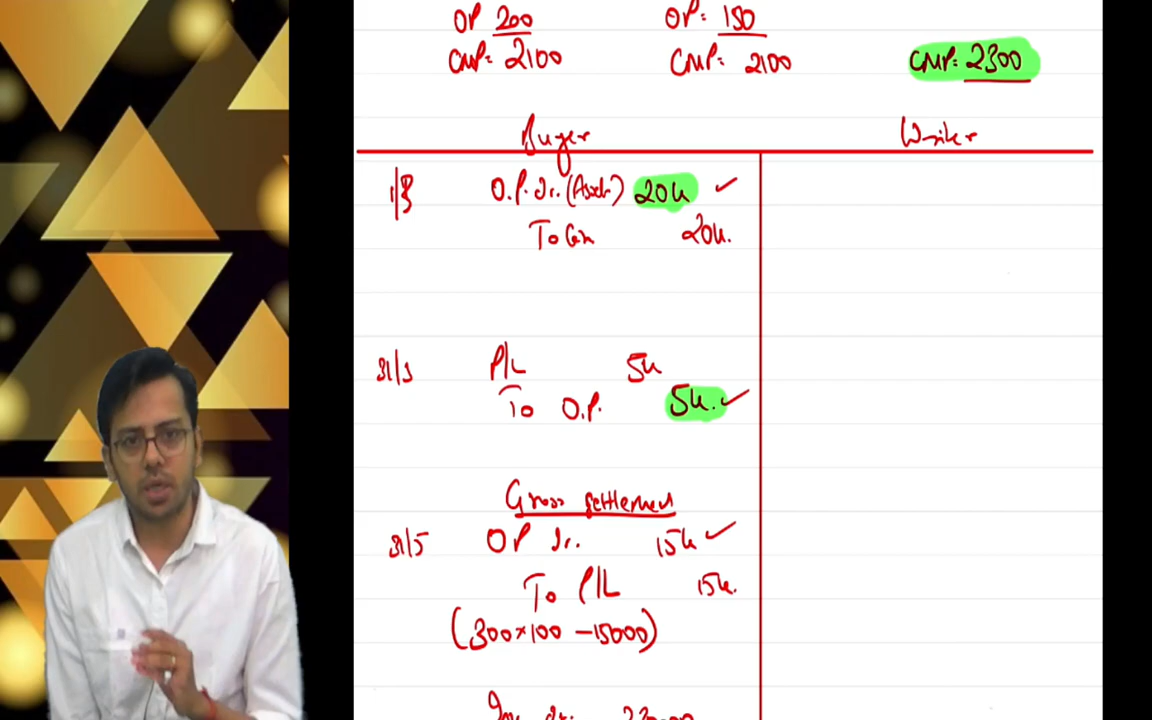 OP 200 OP: 150
CMP: 2100 CMP: 2100 CMP: 2300
Buyer Writer
1/3 O.P. Dr. (Asset) 20k ✓
To 20k.
31/3 P/L 5k
To O.P. 5k. ✓
Gross settlement
31/5 OP Dr. 15k ✓
To P/L 15k.
(300×100 – 15000)